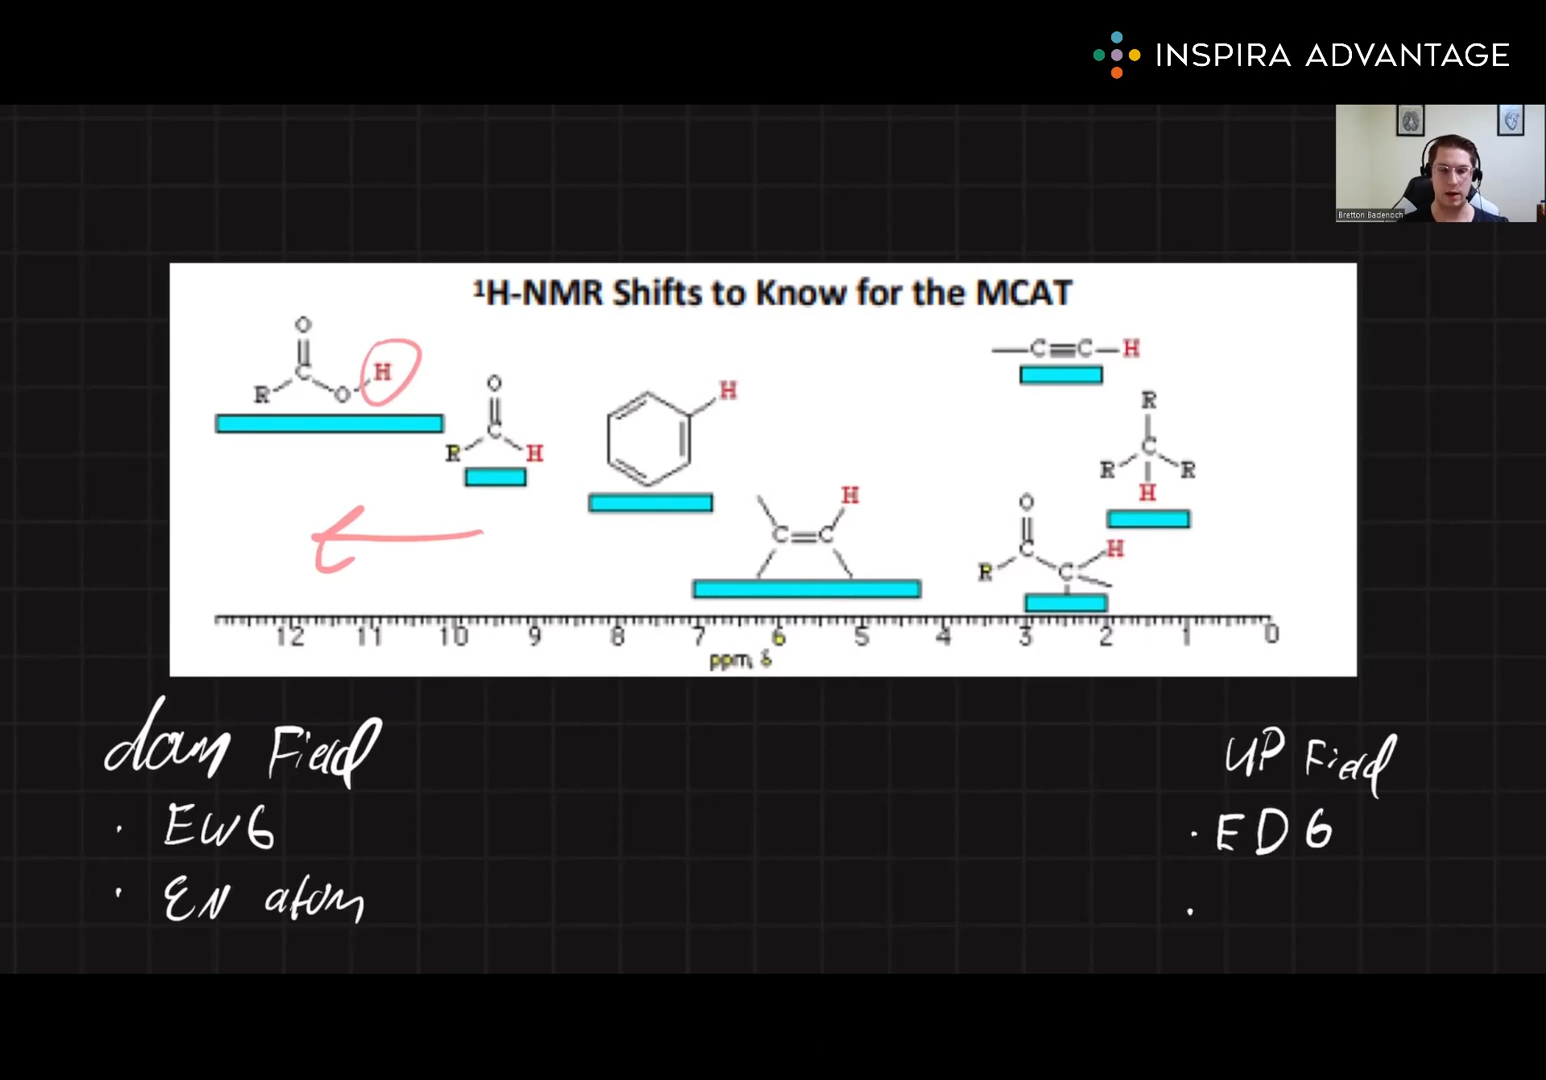 INSPIRA ADVANTAGE
Bretton Badenoch
¹H-NMR Shifts to Know for the MCAT
O
C
R
O
H
O
C
R
H
H
C
C
H
C≡C—H
R
C
R
R
H
O
C
R
C
H
12 11 10 9 8 7 6 5 4 3 2 1 0
ppm, δ
down Field
UP Field
· EWG
· EDG
· EN atom
·